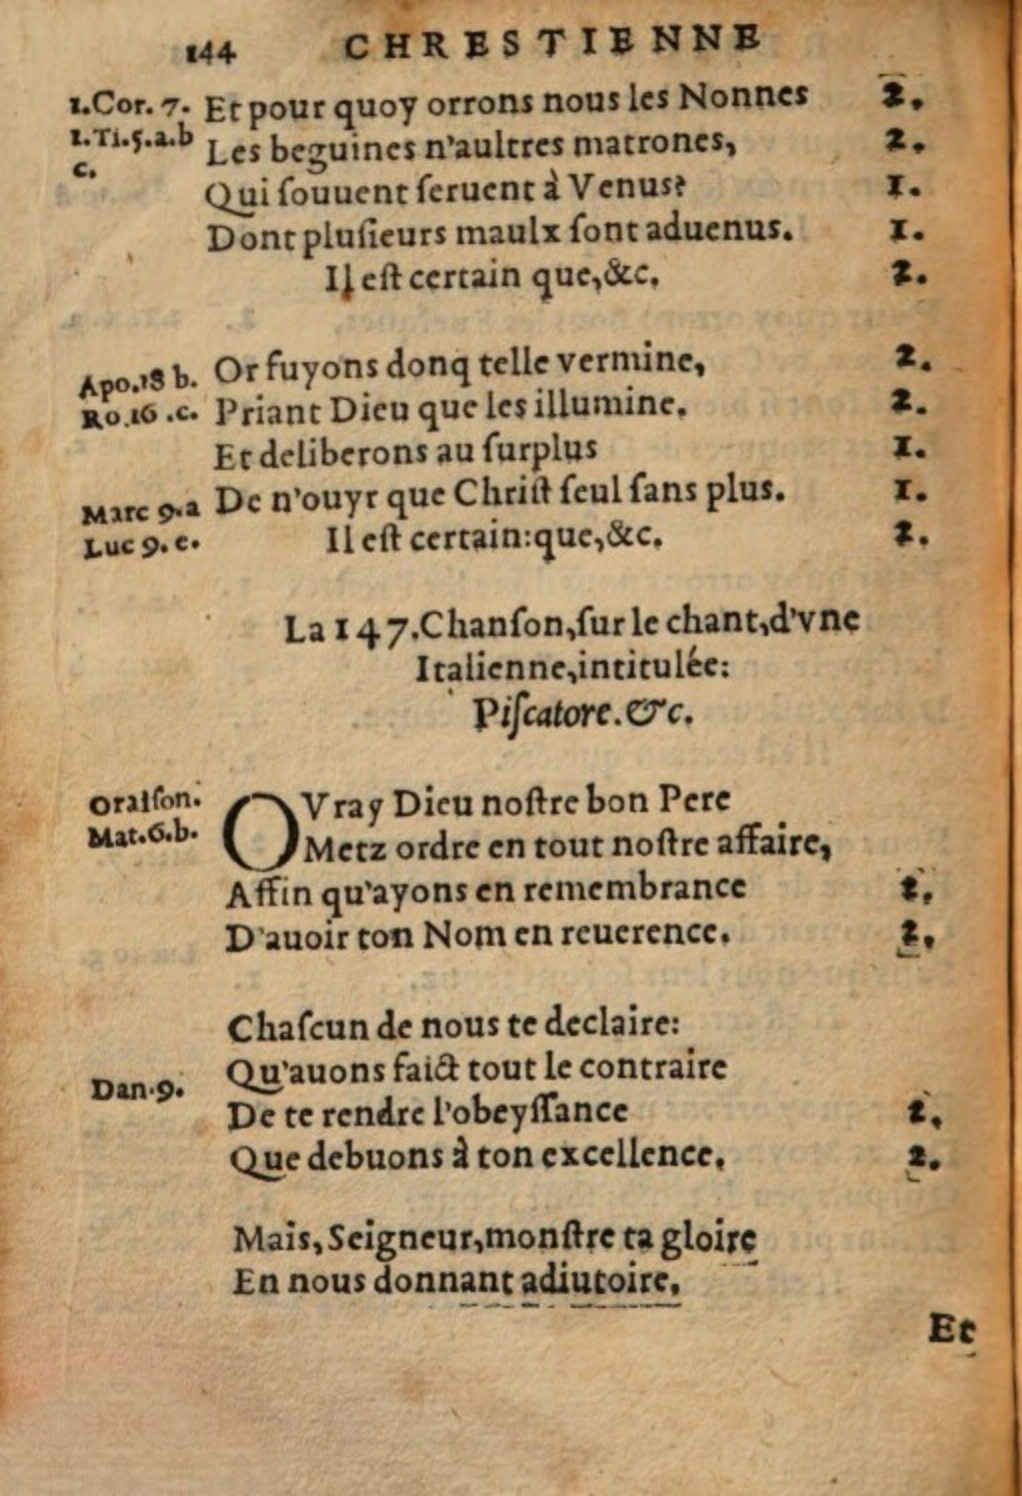 144 CHRESTIENNE
1.Cor. 7. Et pour quoy orrons nous les Nonnes 2.
1.Ti.5.a.b Les beguines n'aultres matrones, 2.
c.
Qui souuent seruent à Venus? 1.
Dont plusieurs maulx sont aduenus. 1.
Il est certain que,&c. 2.
Apo.18 b. Or fuyons donq telle vermine, 2.
Ro.16 .c. Priant Dieu que les illumine. 2.
Et deliberons au surplus 1.
Marc 9.a De n'ouyr que Christ seul sans plus. 1.
Luc 9. e. Il est certain:que,&c. 2.
La 147.Chanson,sur le chant,d'vne
Italienne,intitulée:
Piscatore.&c.
Oraison. O Vray Dieu nostre bon Pere
Mat.6.b. Metz ordre en tout nostre affaire,
Affin qu'ayons en remembrance 2.
D'auoir ton Nom en reuerence. 2.
Chascun de nous te declaire:
Dan.9. Qu'auons faict tout le contraire
De te rendre l'obeyssance 2.
Que debuons à ton excellence. 2.
Mais, Seigneur,monstre ta gloire
En nous donnant adiutoire.
Et